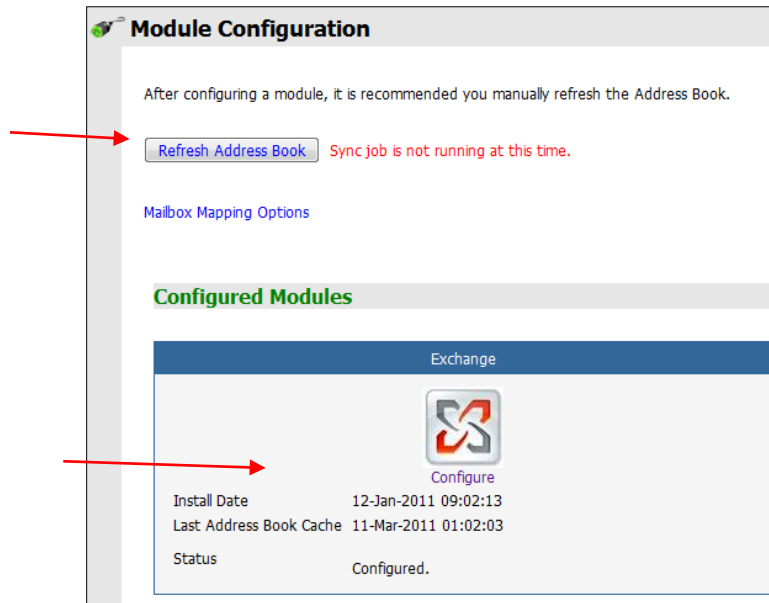 Module Configuration
After configuring a module, it is recommended you manually refresh the Address Book.
Refresh Address Book Sync job is not running at this time.
Mailbox Mapping Options
Configured Modules
Exchange
Configure
Install Date 12-Jan-2011 09:02:13
Last Address Book Cache 11-Mar-2011 01:02:03
Status Configured.